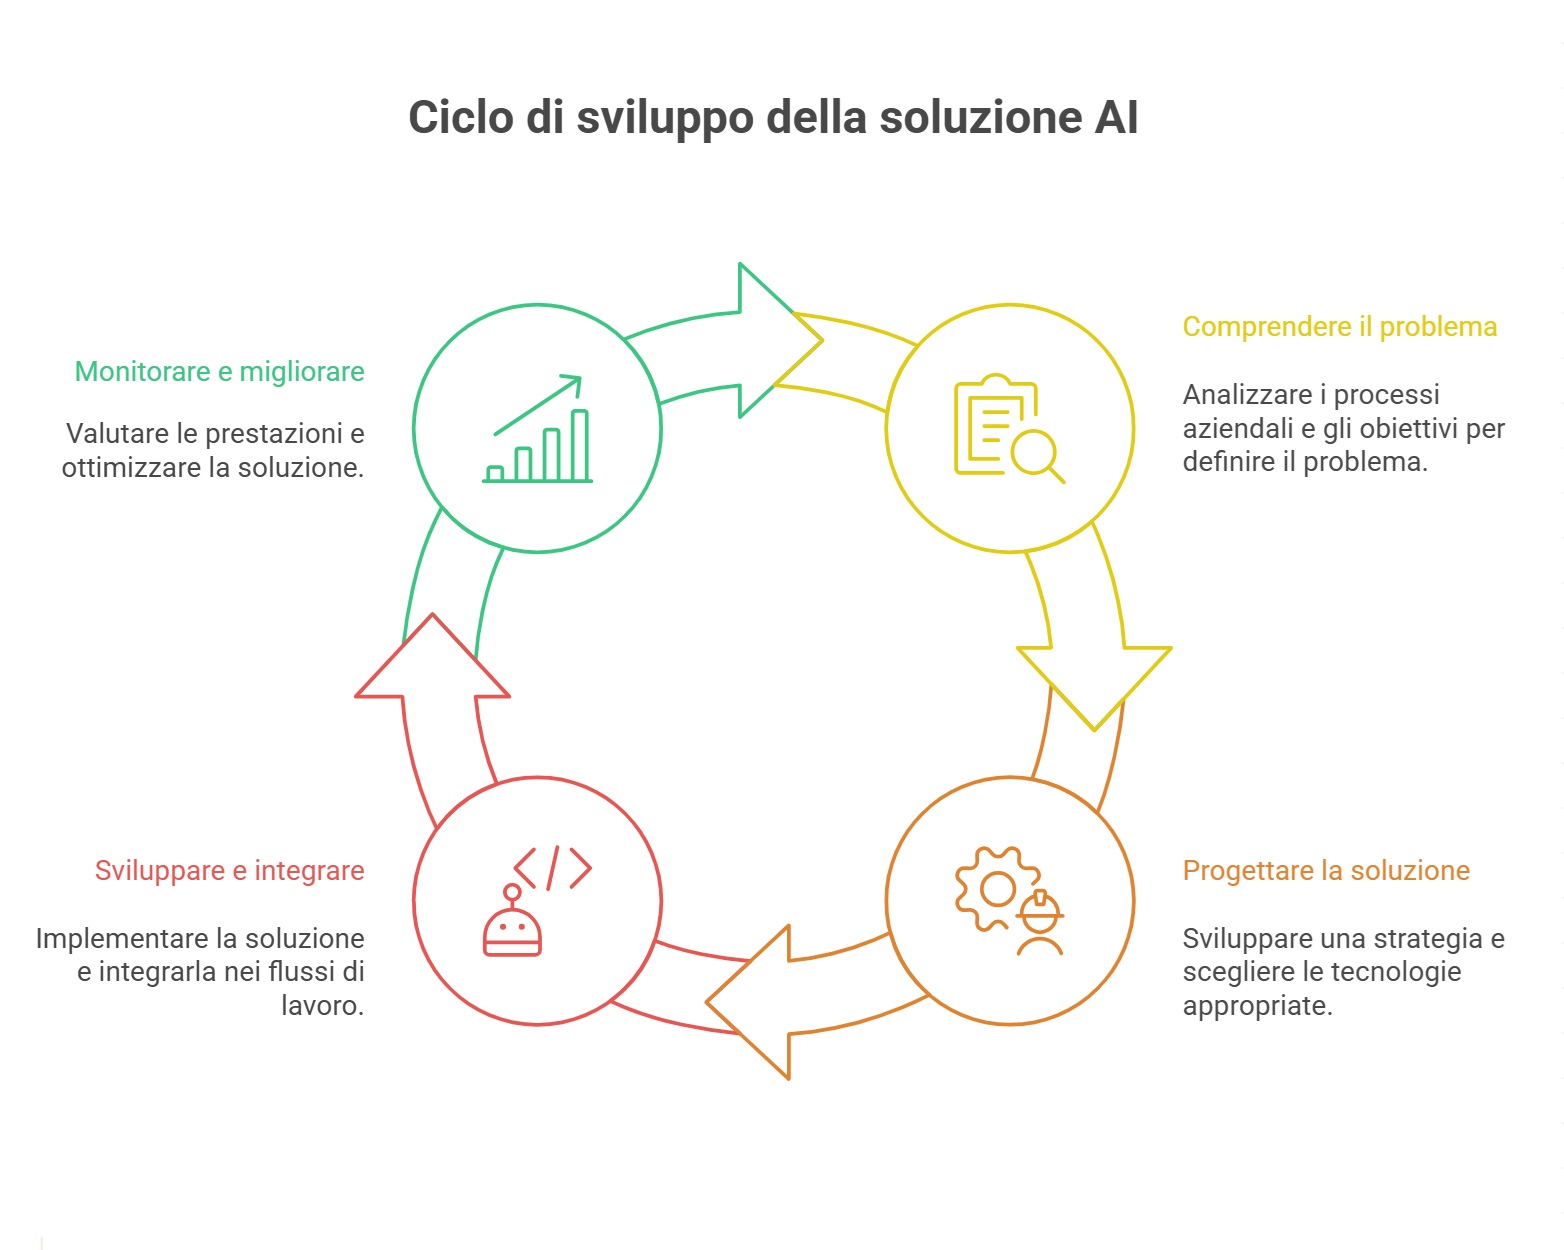 Ciclo di sviluppo della soluzione AI
Comprendere il problema
Analizzare i processi
aziendali e gli obiettivi per
definire il problema.
Progettare la soluzione
Sviluppare una strategia e
scegliere le tecnologie
appropriate.
Sviluppare e integrare
Implementare la soluzione
e integrarla nei flussi di
lavoro.
Monitorare e migliorare
Valutare le prestazioni e
ottimizzare la soluzione.